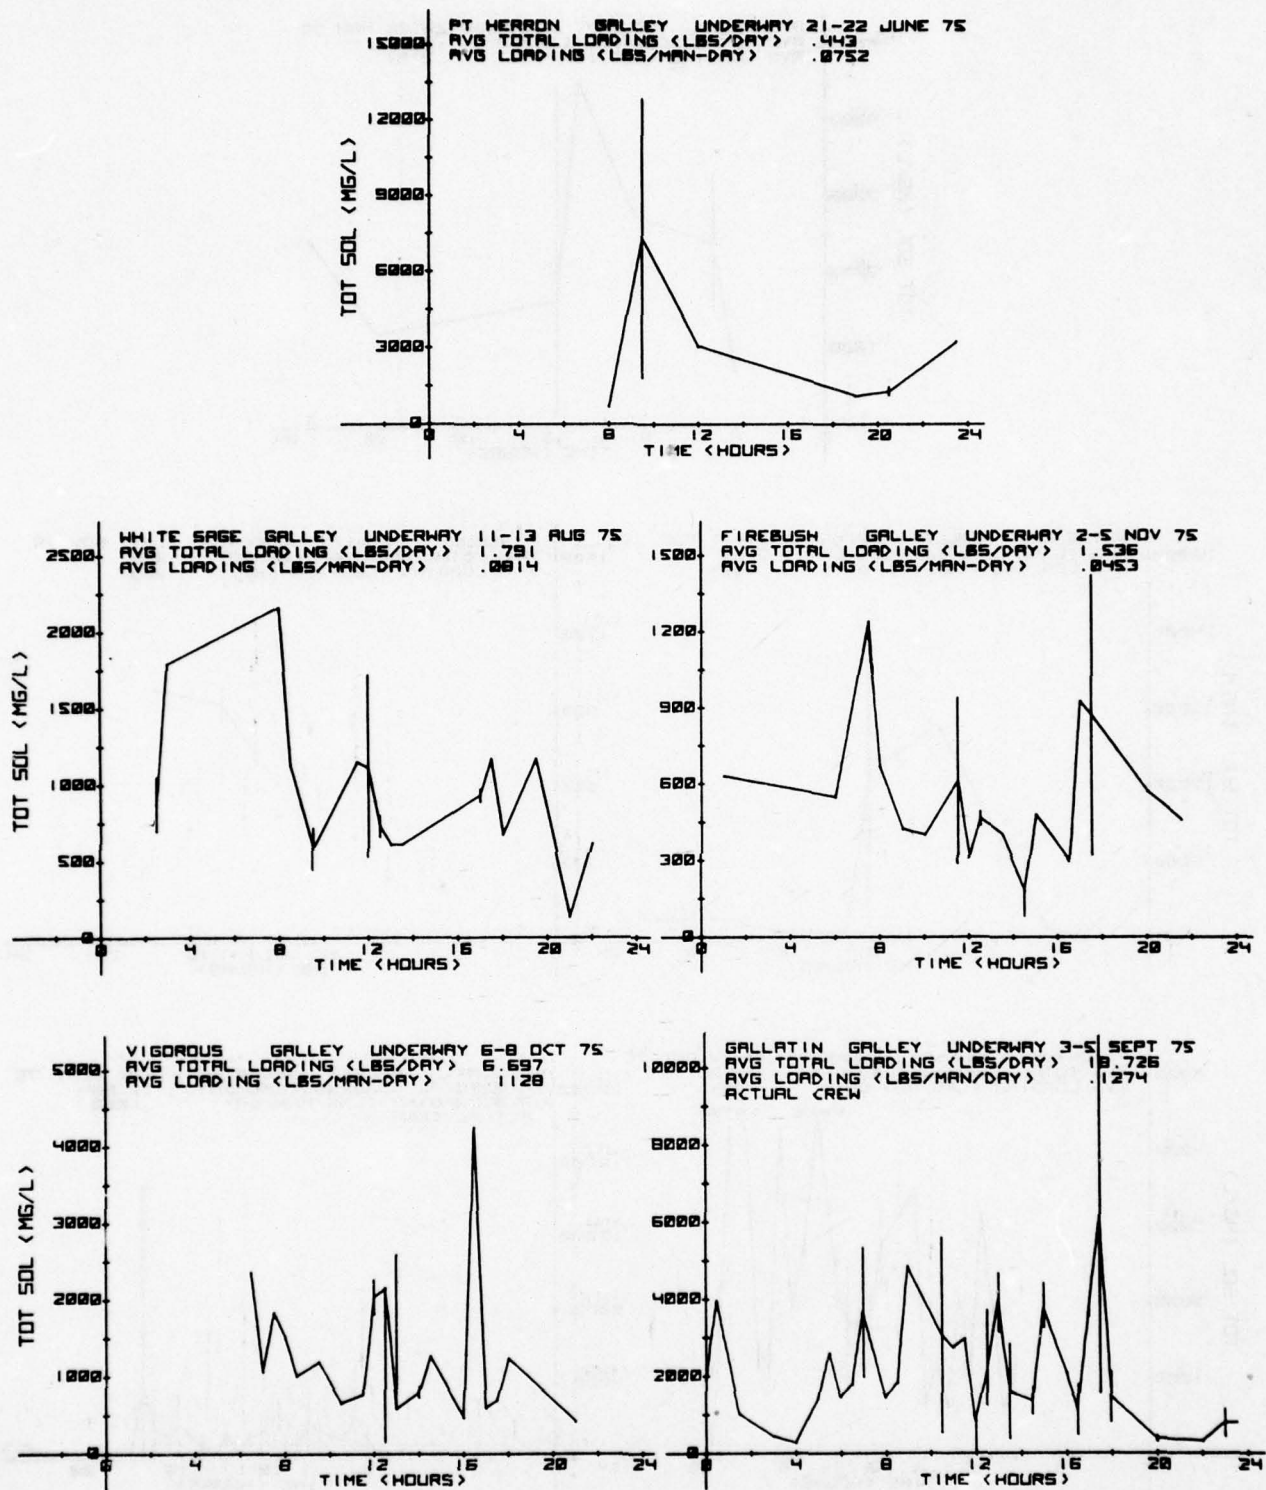 PT HERRON GALLEY UNDERWAY 21-22 JUNE 75
AVG TOTAL LOADING <LBS/DAY> .443
AVG LOADING <LBS/MAN-DAY> .0752
15000
12000
9000
6000
3000
0
TOT SOL <MG/L>
0 4 8 12 16 20 24
TIME <HOURS>
WHITE SAGE GALLEY UNDERWAY 11-13 AUG 75
AVG TOTAL LOADING <LBS/DAY> 1.791
AVG LOADING <LBS/MAN-DAY> .0814
2500
2000
1500
1000
500
0
TOT SOL <MG/L>
0 4 8 12 16 20 24
TIME <HOURS>
FIREBUSH GALLEY UNDERWAY 2-5 NOV 75
AVG TOTAL LOADING <LBS/DAY> 1.536
AVG LOADING <LBS/MAN-DAY> .0453
1500
1200
900
600
300
0
0 4 8 12 16 20 24
TIME <HOURS>
VIGOROUS GALLEY UNDERWAY 6-8 OCT 75
AVG TOTAL LOADING <LBS/DAY> 6.697
AVG LOADING <LBS/MAN-DAY> .1128
5000
4000
3000
2000
1000
0
TOT SOL <MG/L>
0 4 8 12 16 20 24
TIME <HOURS>
GALLATIN GALLEY UNDERWAY 3-5 SEPT 75
AVG TOTAL LOADING <LBS/DAY> 18.726
AVG LOADING <LBS/MAN/DAY> .1274
ACTUAL CREW
10000
8000
6000
4000
2000
0
0 4 8 12 16 20 24
TIME <HOURS>